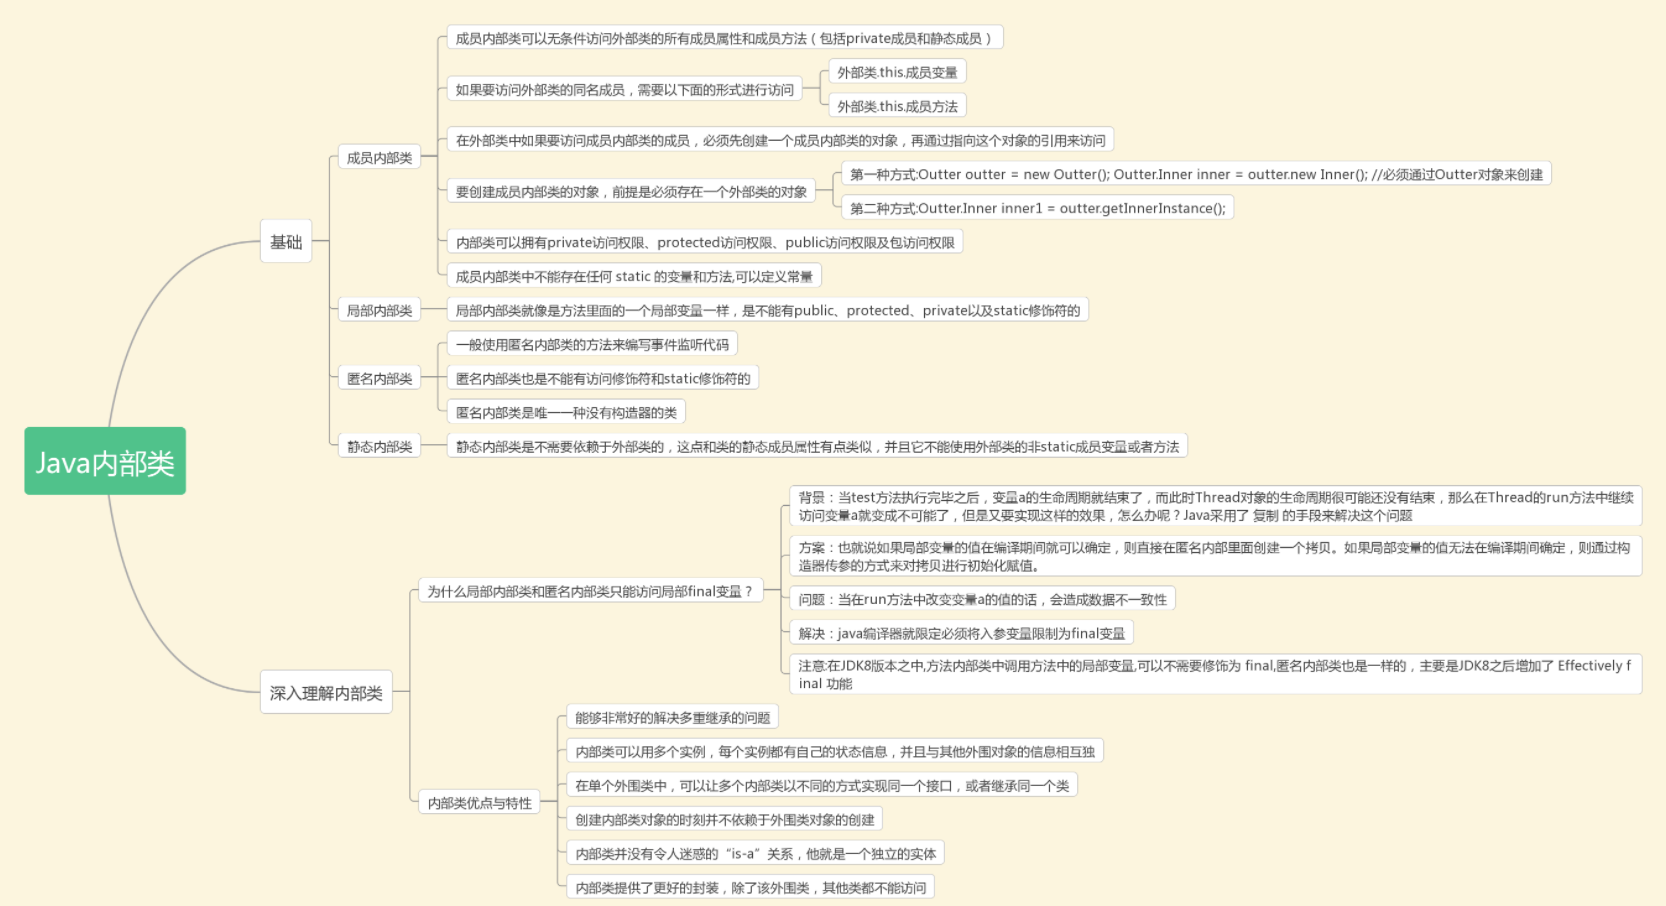 Java内部类
基础
成员内部类
成员内部类可以无条件访问外部类的所有成员属性和成员方法（包括private成员和静态成员）
如果要访问外部类的同名成员，需要以下面的形式进行访问
外部类.this.成员变量
外部类.this.成员方法
在外部类中如果要访问成员内部类的成员，必须先创建一个成员内部类的对象，再通过指向这个对象的引用来访问
要创建成员内部类的对象，前提是必须存在一个外部类的对象
第一种方式:Outter outter = new Outter(); Outter.Inner inner = outter.new Inner(); //必须通过Outter对象来创建
第二种方式:Outter.Inner inner1 = outter.getInnerInstance();
内部类可以拥有private访问权限、protected访问权限、public访问权限及包访问权限
成员内部类中不能存在任何 static 的变量和方法,可以定义常量
局部内部类
局部内部类就像是方法里面的一个局部变量一样，是不能有public、protected、private以及static修饰符的
匿名内部类
一般使用匿名内部类的方法来编写事件监听代码
匿名内部类也是不能有访问修饰符和static修饰符的
匿名内部类是唯一一种没有构造器的类
静态内部类
静态内部类是不需要依赖于外部类的，这点和类的静态成员属性有点类似，并且它不能使用外部类的非static成员变量或者方法
深入理解内部类
为什么局部内部类和匿名内部类只能访问局部final变量？
背景：当test方法执行完毕之后，变量a的生命周期就结束了，而此时Thread对象的生命周期很可能还没有结束，那么在Thread的run方法中继续
访问变量a就变成不可能了，但是又要实现这样的效果，怎么办呢？Java采用了 复制 的手段来解决这个问题
方案：也就说如果局部变量的值在编译期间就可以确定，则直接在匿名内部里面创建一个拷贝。如果局部变量的值无法在编译期间确定，则通过构
造器传参的方式来对拷贝进行初始化赋值。
问题：当在run方法中改变变量a的值的话，会造成数据不一致性
解决：java编译器就限定必须将入参变量限制为final变量
注意:在JDK8版本之中,方法内部类中调用方法中的局部变量,可以不需要修饰为 final,匿名内部类也是一样的，主要是JDK8之后增加了 Effectively f
inal 功能
内部类优点与特性
能够非常好的解决多重继承的问题
内部类可以用多个实例，每个实例都有自己的状态信息，并且与其他外围对象的信息相互独
在单个外围类中，可以让多个内部类以不同的方式实现同一个接口，或者继承同一个类
创建内部类对象的时刻并不依赖于外围类对象的创建
内部类并没有令人迷惑的“is-a”关系，他就是一个独立的实体
内部类提供了更好的封装，除了该外围类，其他类都不能访问